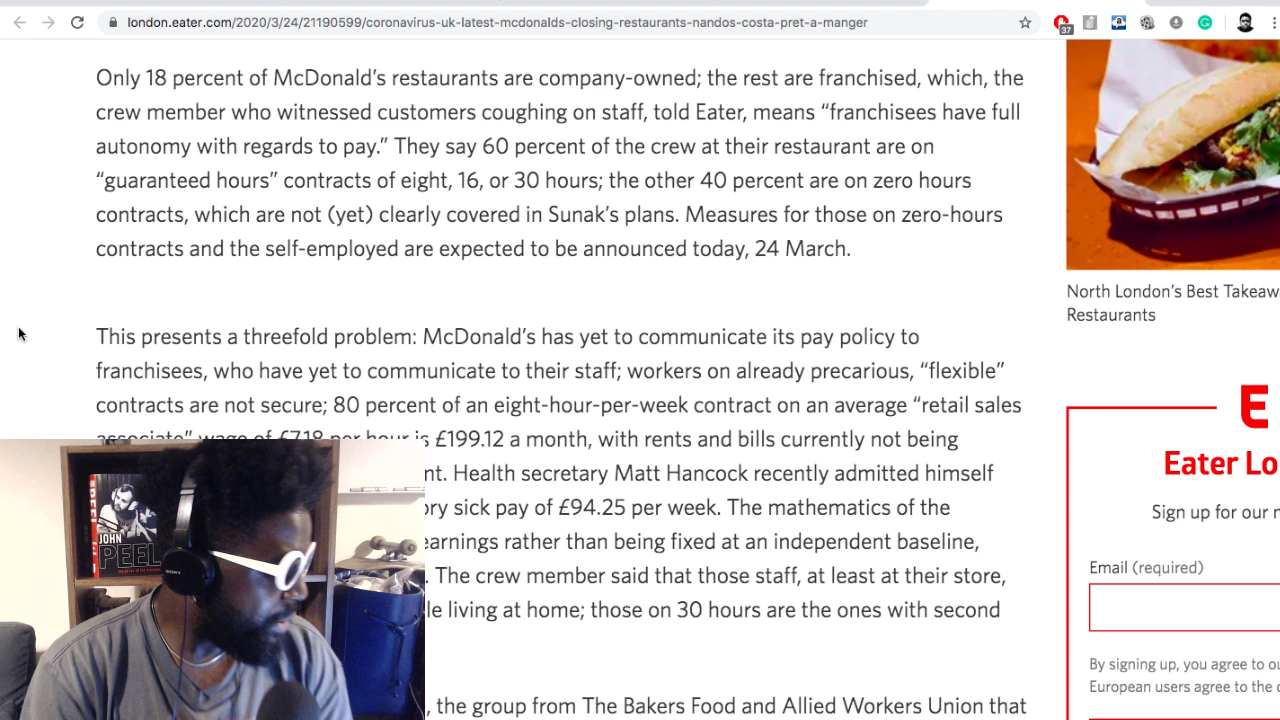 london.eater.com/2020/3/24/21190599/coronavirus-uk-latest-mcdonalds-closing-restaurants-nandos-costa-pret-a-manger
37
Only 18 percent of McDonald’s restaurants are company-owned; the rest are franchised, which, the
crew member who witnessed customers coughing on staff, told Eater, means “franchisees have full
autonomy with regards to pay.” They say 60 percent of the crew at their restaurant are on
“guaranteed hours” contracts of eight, 16, or 30 hours; the other 40 percent are on zero hours
contracts, which are not (yet) clearly covered in Sunak’s plans. Measures for those on zero-hours
contracts and the self-employed are expected to be announced today, 24 March.
This presents a threefold problem: McDonald’s has yet to communicate its pay policy to
franchisees, who have yet to communicate to their staff; workers on already precarious, “flexible”
contracts are not secure; 80 percent of an eight-hour-per-week contract on an average “retail sales
associate” wage of £7.18 per hour is £199.12 a month, with rents and bills currently not being
nt. Health secretary Matt Hancock recently admitted himself
ory sick pay of £94.25 per week. The mathematics of the
earnings rather than being fixed at an independent baseline,
. The crew member said that those staff, at least at their store,
le living at home; those on 30 hours are the ones with second
, the group from The Bakers Food and Allied Workers Union that
North London’s Best Takeaw
Restaurants
E
Eater Lo
Sign up for our
Email (required)
By signing up, you agree to ou
European users agree to the
JOHN
PEEL
SONY